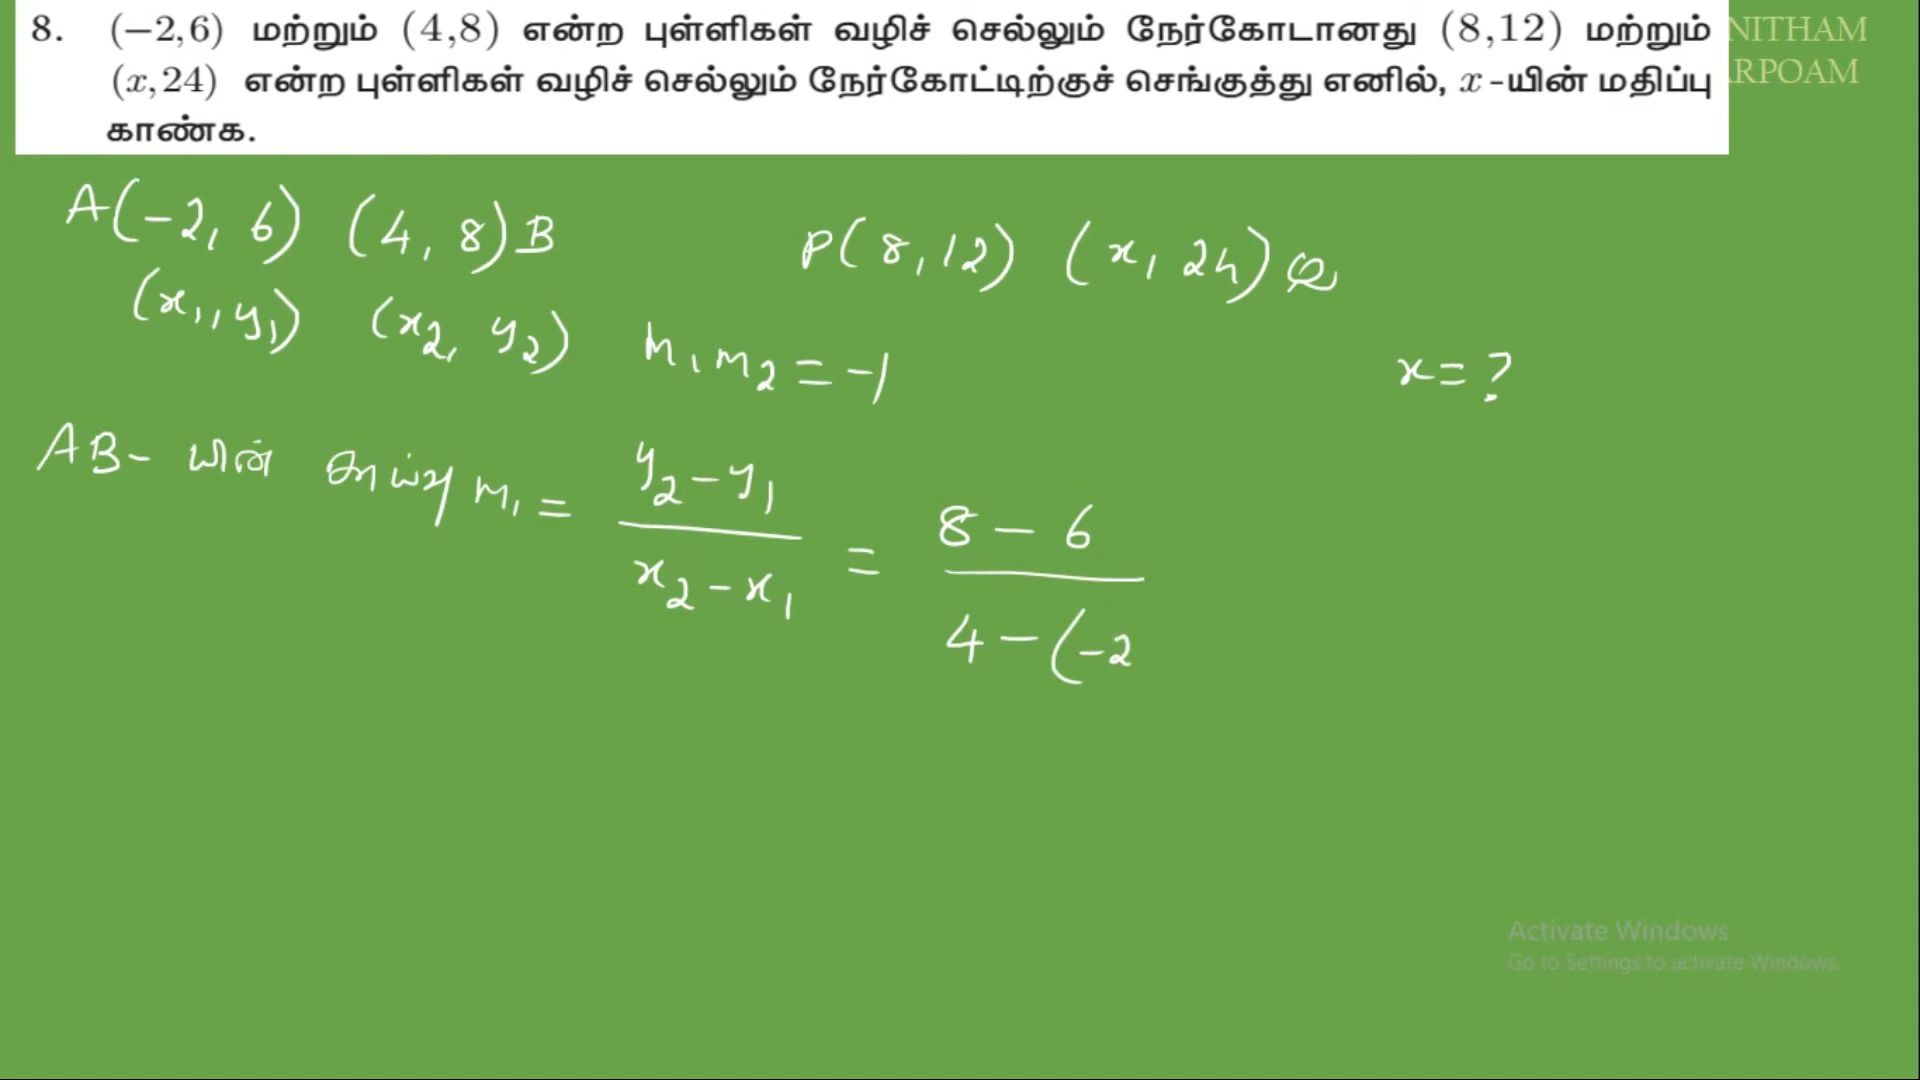 8. (−2,6) மற்றும் (4,8) என்ற புள்ளிகள் வழிச் செல்லும் நேர்கோடானது (8,12) மற்றும்
(x,24) என்ற புள்ளிகள் வழிச் செல்லும் நேர்கோட்டிற்குச் செங்குத்து எனில், x -யின் மதிப்பு
காண்க.
NITHAM
RPOAM
A(-2, 6) (4, 8)B P(8, 12) (x, 24) Q
(x₁, y₁) (x₂, y₂) m₁m₂ = -1 x = ?
AB- யின் சாய்வு m₁ = y₂-y₁ / x₂-x₁ = 8 - 6 / 4 - (-2
Activate Windows
Go to Settings to activate Windows.